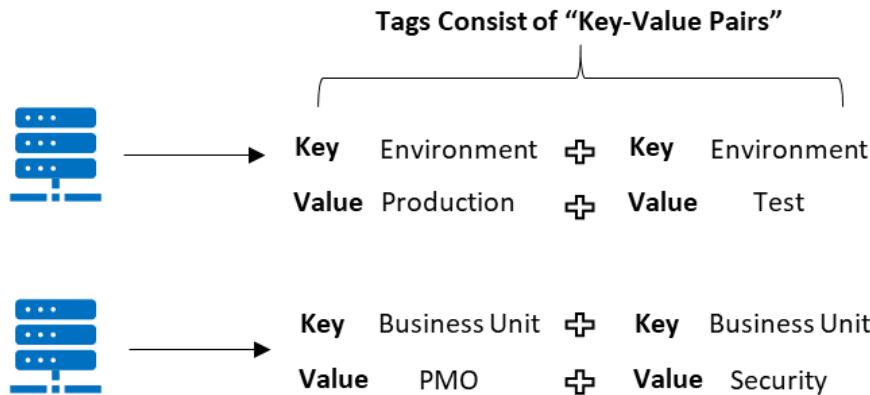 Tags Consist of “Key-Value Pairs”
Key Environment Key Environment
Value Production Value Test
Key Business Unit Key Business Unit
Value PMO Value Security